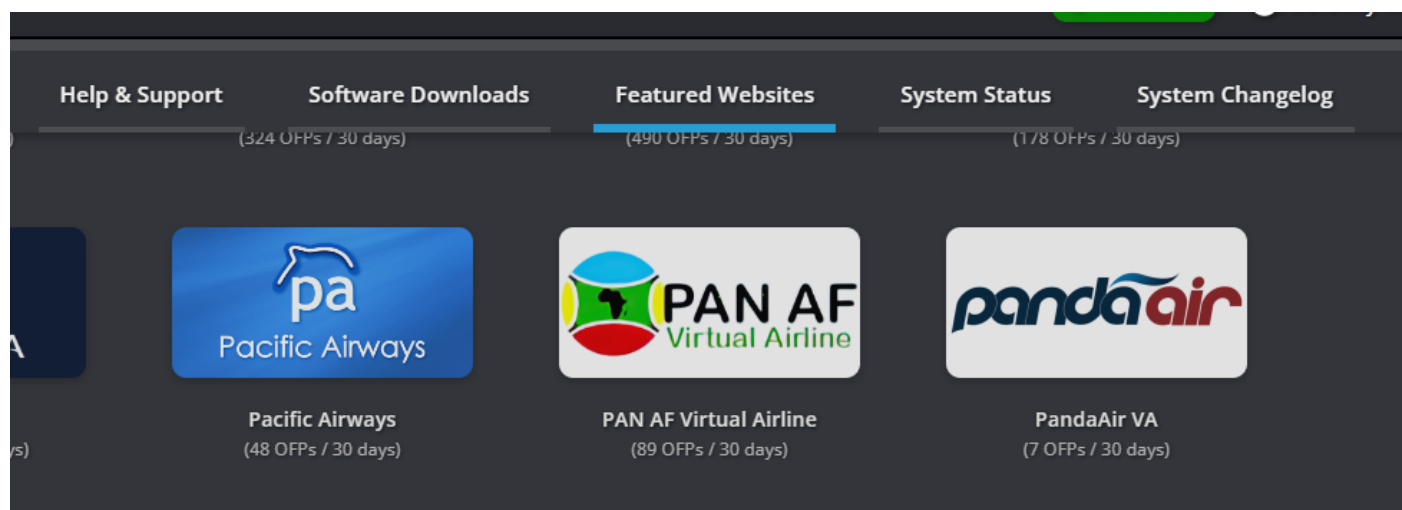 Help & Support Software Downloads Featured Websites System Status System Changelog
(324 OFPs / 30 days) (490 OFPs / 30 days) (178 OFPs / 30 days)
pa
Pacific Airways
PAN AF
Virtual Airline
pandaair
A
Pacific Airways PAN AF Virtual Airline PandaAir VA
(48 OFPs / 30 days) (89 OFPs / 30 days) (7 OFPs / 30 days)